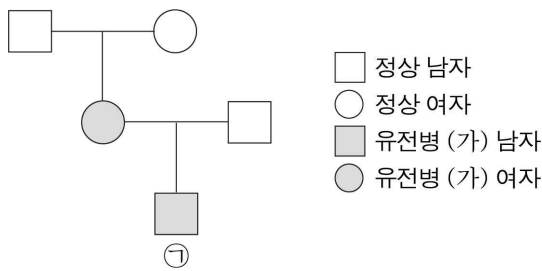 정상 남자
정상 여자
유전병 (가) 남자
유전병 (가) 여자
㉠